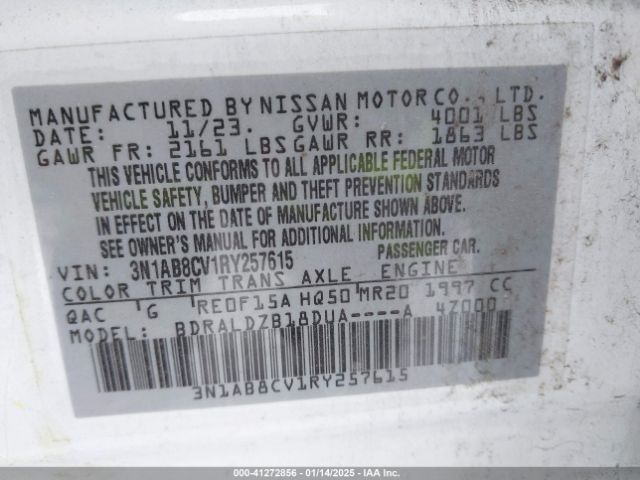 MANUFACTURED BY NISSAN MOTOR CO., LTD.
DATE: 11/23. GVWR: 4001 LBS
GAWR FR: 2161 LBS GAWR RR: 1863 LBS
THIS VEHICLE CONFORMS TO ALL APPLICABLE FEDERAL MOTOR
VEHICLE SAFETY, BUMPER AND THEFT PREVENTION STANDARDS
IN EFFECT ON THE DATE OF MANUFACTURE SHOWN ABOVE.
SEE OWNER'S MANUAL FOR ADDITIONAL INFORMATION.
VIN: 3N1AB8CV1RY257615 PASSENGER CAR.
COLOR TRIM TRANS AXLE ENGINE
QAC G RE0F15A HQ50 MR20 1997 CC
MODEL: BDRALDZB18DUA----A 4Z000
3N1AB8CV1RY257615
000-41272856 - 01/14/2025 - IAA Inc.